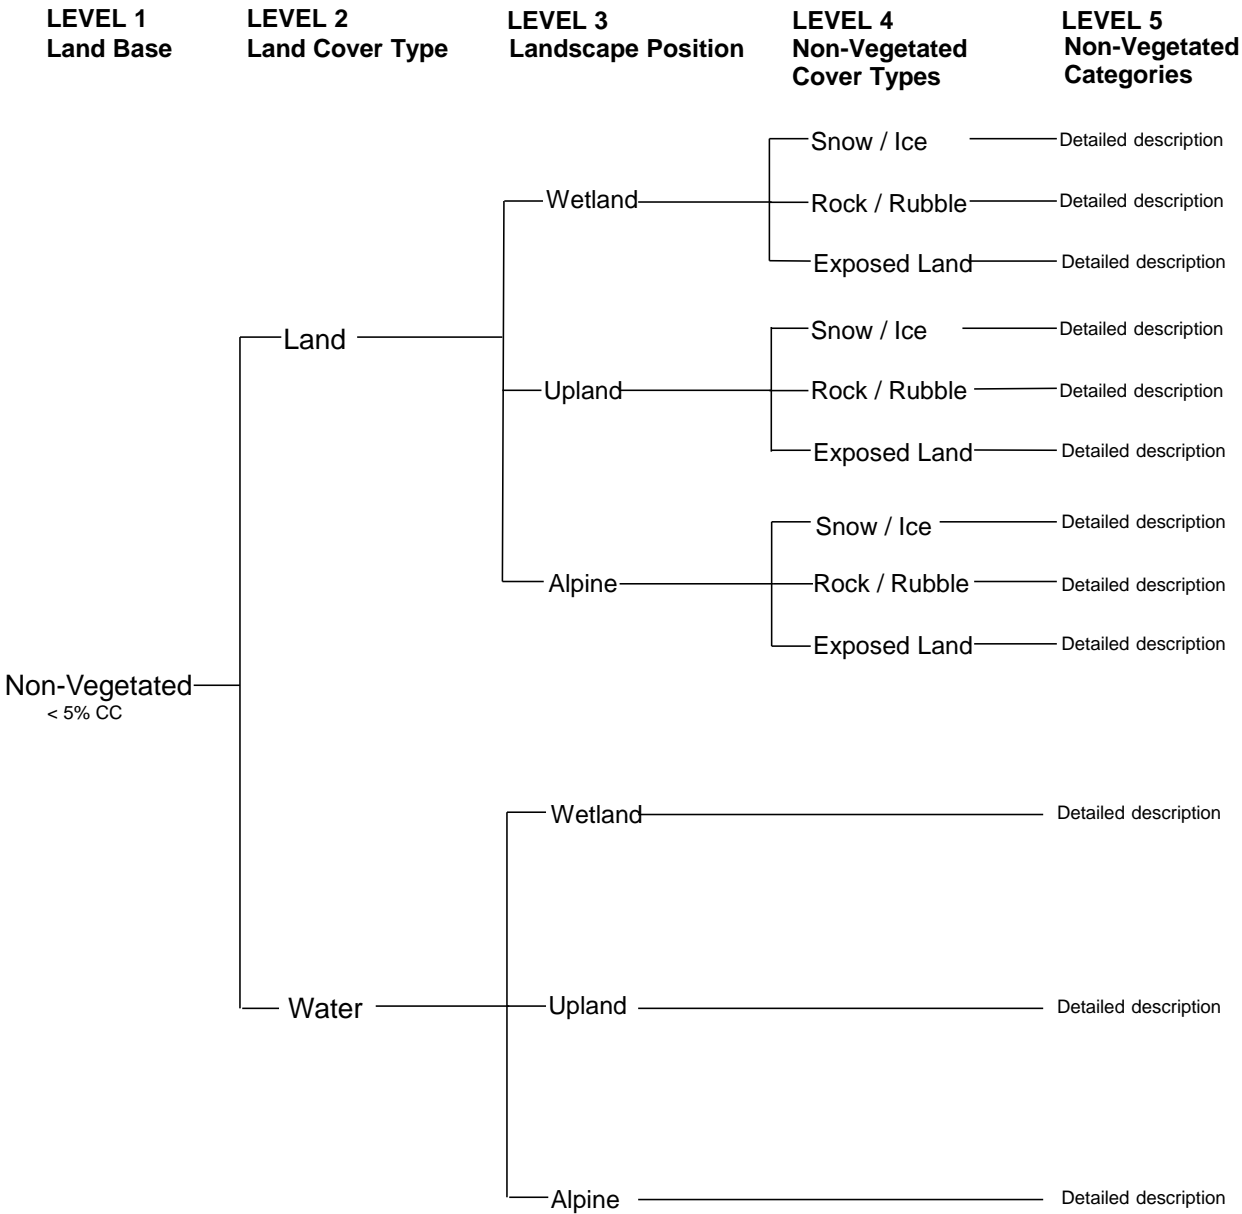 LEVEL 1
Land Base
LEVEL 2
Land Cover Type
LEVEL 3
Landscape Position
LEVEL 4
Non-Vegetated
Cover Types
LEVEL 5
Non-Vegetated
Categories
Non-Vegetated
< 5% CC
Land
Wetland
Snow / Ice
Detailed description
Rock / Rubble
Detailed description
Exposed Land
Detailed description
Upland
Snow / Ice
Detailed description
Rock / Rubble
Detailed description
Exposed Land
Detailed description
Alpine
Snow / Ice
Detailed description
Rock / Rubble
Detailed description
Exposed Land
Detailed description
Water
Wetland
Detailed description
Upland
Detailed description
Alpine
Detailed description